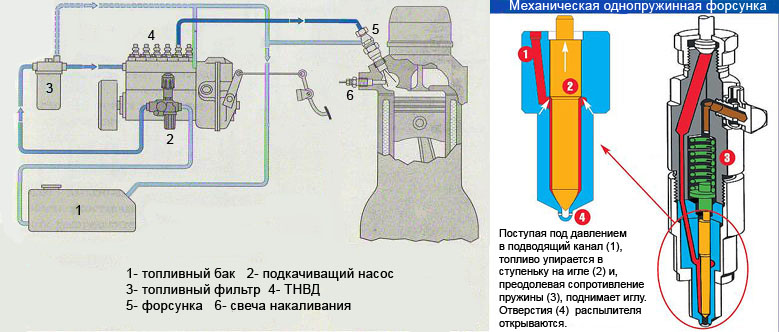 4
5
3
6
2
1
1- топливный бак 2- подкачиващий насос
3- топливный фильтр 4- ТНВД
5- форсунка 6- свеча накаливания
Механическая однопружинная форсунка
1
2
3
4
Поступая под давлением
в подводящий канал (1),
топливо упирается в
ступеньку на игле (2) и,
преодолевая сопротивление
пружины (3), поднимает иглу.
Отверстия (4) распылителя
открываются.